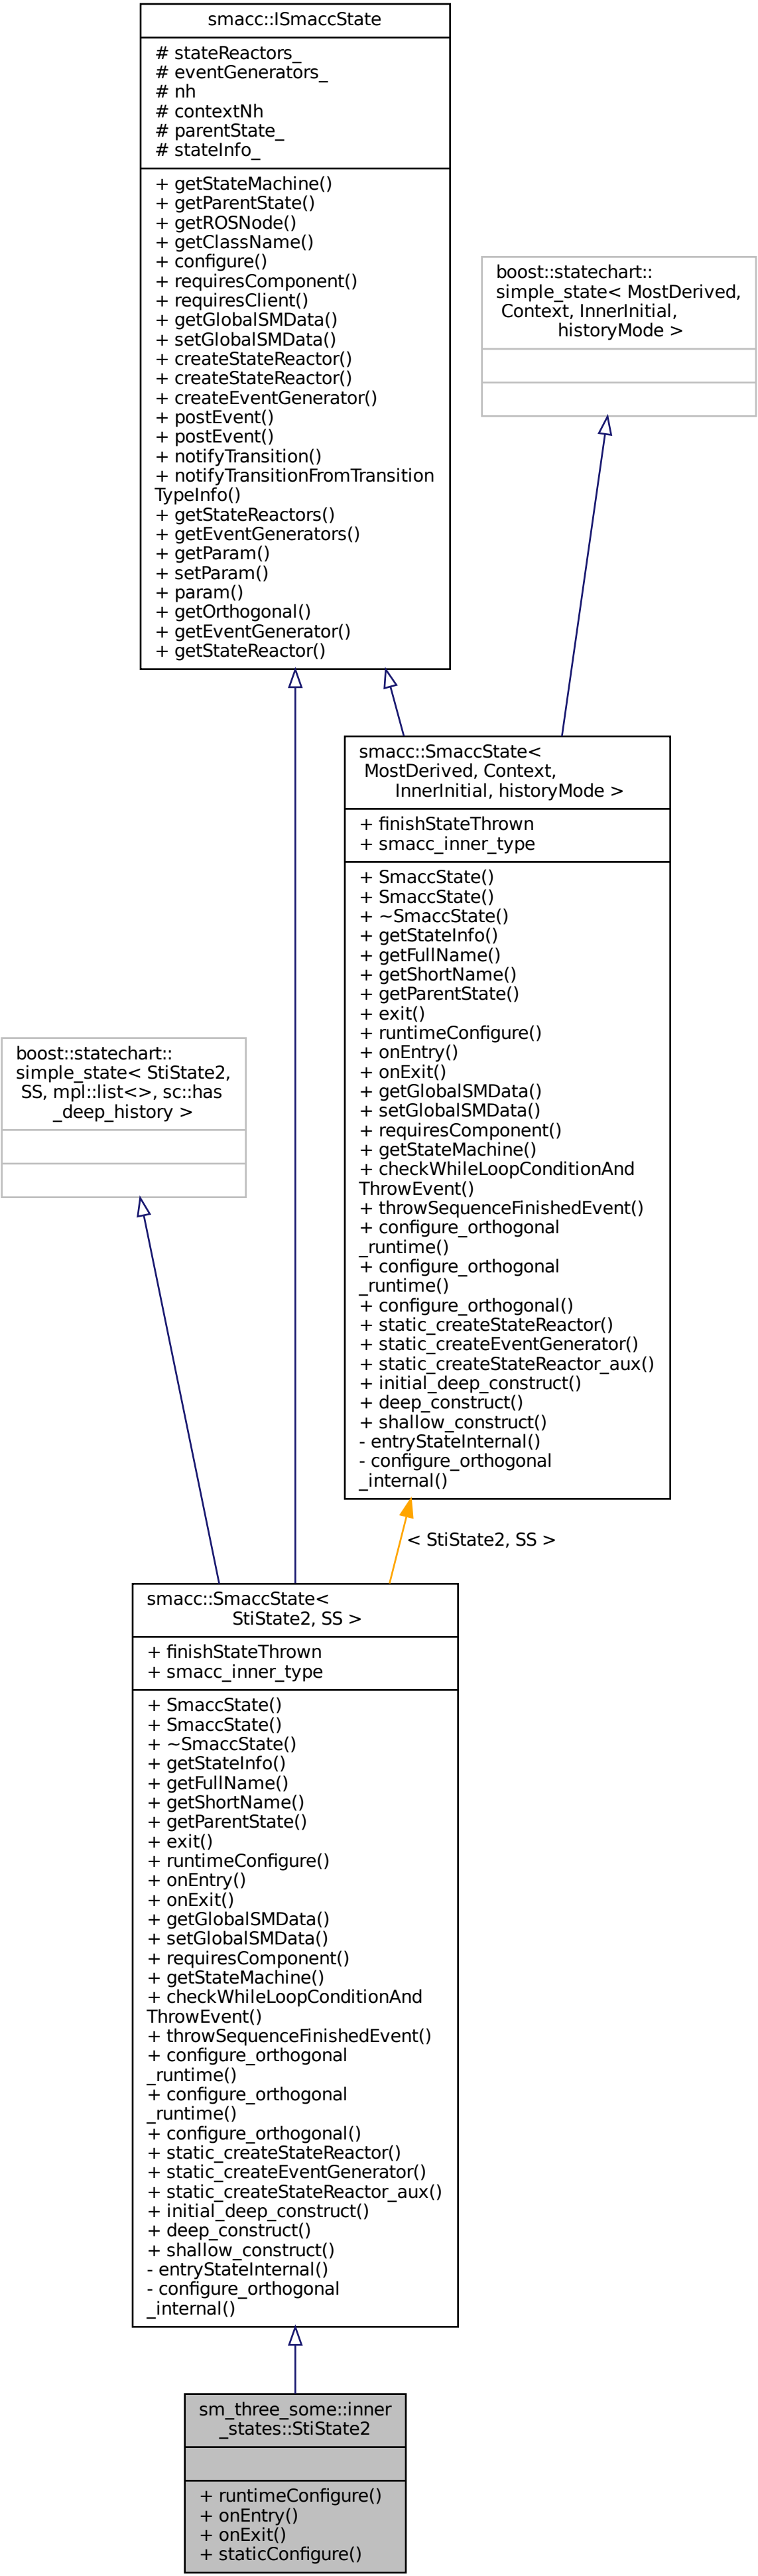 smacc::ISmaccState
# stateReactors_
# eventGenerators_
# nh
# contextNh
# parentState_
# stateInfo_
+ getStateMachine()
+ getParentState()
+ getROSNode()
+ getClassName()
+ configure()
+ requiresComponent()
+ requiresClient()
+ getGlobalSMData()
+ setGlobalSMData()
+ createStateReactor()
+ createStateReactor()
+ createEventGenerator()
+ postEvent()
+ postEvent()
+ notifyTransition()
+ notifyTransitionFromTransition
TypeInfo()
+ getStateReactors()
+ getEventGenerators()
+ getParam()
+ setParam()
+ param()
+ getOrthogonal()
+ getEventGenerator()
+ getStateReactor()
boost::statechart::
simple_state< MostDerived,
Context, InnerInitial,
historyMode >
smacc::SmaccState<
MostDerived, Context,
InnerInitial, historyMode >
+ finishStateThrown
+ smacc_inner_type
+ SmaccState()
+ SmaccState()
+ ~SmaccState()
+ getStateInfo()
+ getFullName()
+ getShortName()
+ getParentState()
+ exit()
+ runtimeConfigure()
+ onEntry()
+ onExit()
+ getGlobalSMData()
+ setGlobalSMData()
+ requiresComponent()
+ getStateMachine()
+ checkWhileLoopConditionAnd
ThrowEvent()
+ throwSequenceFinishedEvent()
+ configure_orthogonal
_runtime()
+ configure_orthogonal
_runtime()
+ configure_orthogonal()
+ static_createStateReactor()
+ static_createEventGenerator()
+ static_createStateReactor_aux()
+ initial_deep_construct()
+ deep_construct()
+ shallow_construct()
- entryStateInternal()
- configure_orthogonal
_internal()
boost::statechart::
simple_state< StiState2,
SS, mpl::list<>, sc::has
_deep_history >
< StiState2, SS >
smacc::SmaccState<
StiState2, SS >
+ finishStateThrown
+ smacc_inner_type
+ SmaccState()
+ SmaccState()
+ ~SmaccState()
+ getStateInfo()
+ getFullName()
+ getShortName()
+ getParentState()
+ exit()
+ runtimeConfigure()
+ onEntry()
+ onExit()
+ getGlobalSMData()
+ setGlobalSMData()
+ requiresComponent()
+ getStateMachine()
+ checkWhileLoopConditionAnd
ThrowEvent()
+ throwSequenceFinishedEvent()
+ configure_orthogonal
_runtime()
+ configure_orthogonal
_runtime()
+ configure_orthogonal()
+ static_createStateReactor()
+ static_createEventGenerator()
+ static_createStateReactor_aux()
+ initial_deep_construct()
+ deep_construct()
+ shallow_construct()
- entryStateInternal()
- configure_orthogonal
_internal()
sm_three_some::inner
_states::StiState2
+ runtimeConfigure()
+ onEntry()
+ onExit()
+ staticConfigure()